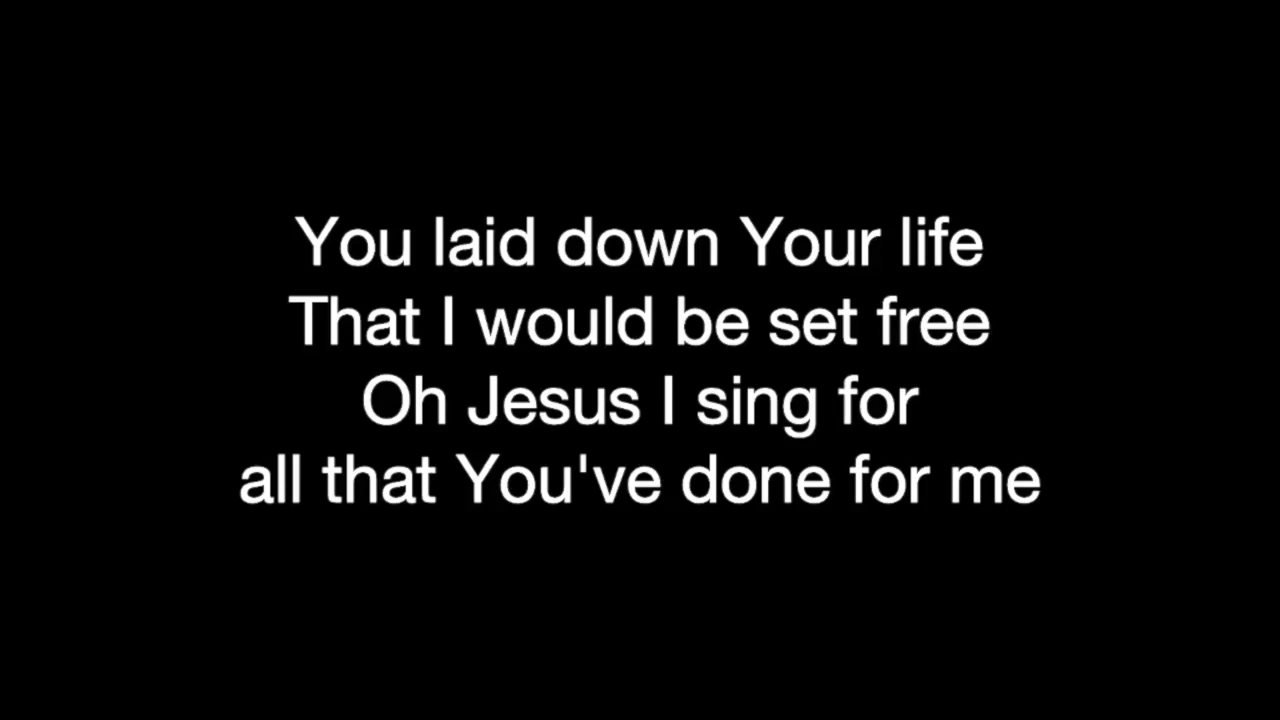 You laid down Your life
That I would be set free
Oh Jesus I sing for
all that You've done for me